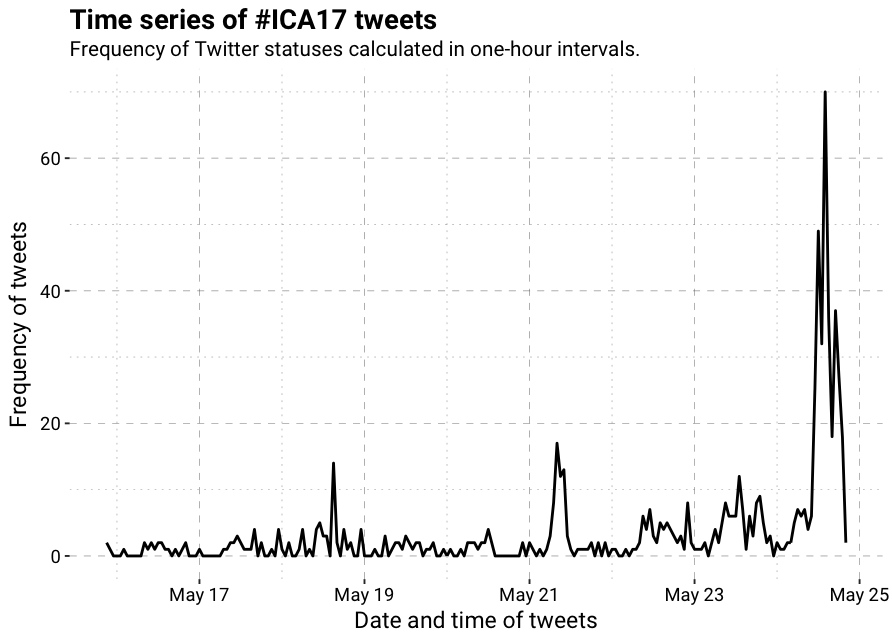 Time series of #ICA17 tweets
Frequency of Twitter statuses calculated in one-hour intervals.
Frequency of tweets
60
40
20
0
May 17 May 19 May 21 May 23 May 25
Date and time of tweets